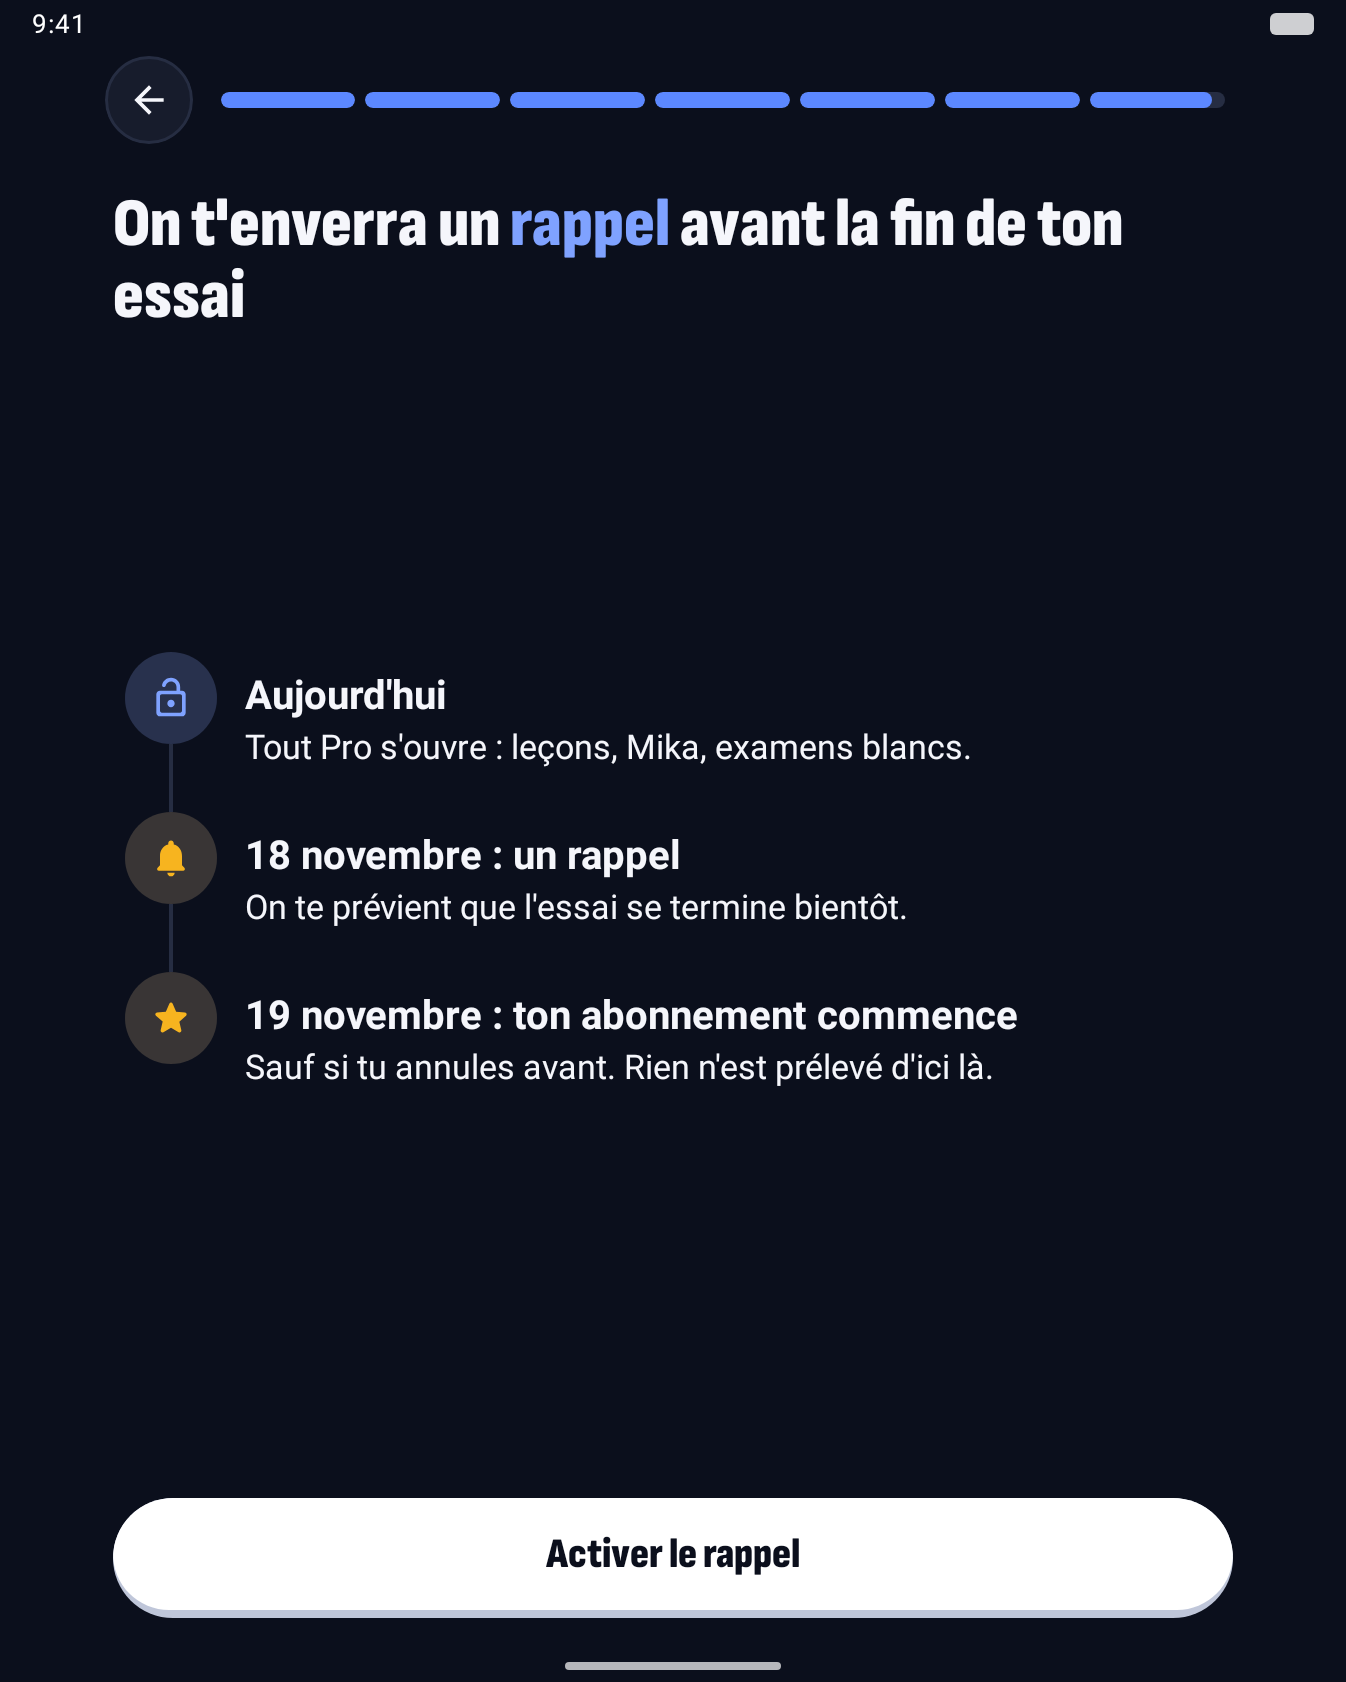 9:41
On t'enverra un rappel avant la fin de ton
essai
Aujourd'hui
Tout Pro s'ouvre : leçons, Mika, examens blancs.
18 novembre : un rappel
On te prévient que l'essai se termine bientôt.
19 novembre : ton abonnement commence
Sauf si tu annules avant. Rien n'est prélevé d'ici là.
Activer le rappel